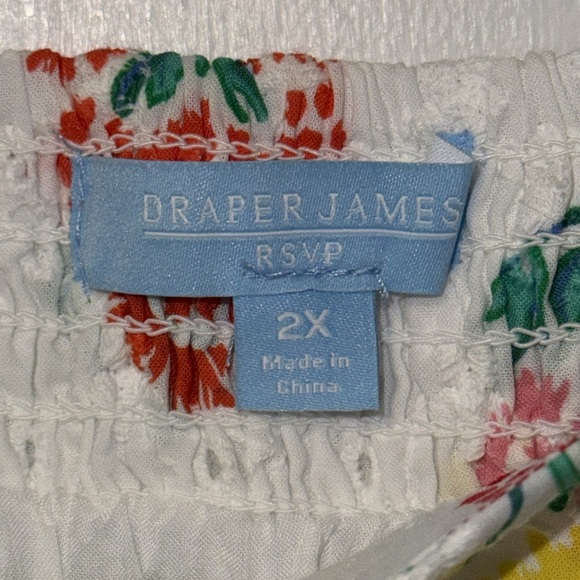 DRAPER JAMES
RSVP
2X
Made in
China